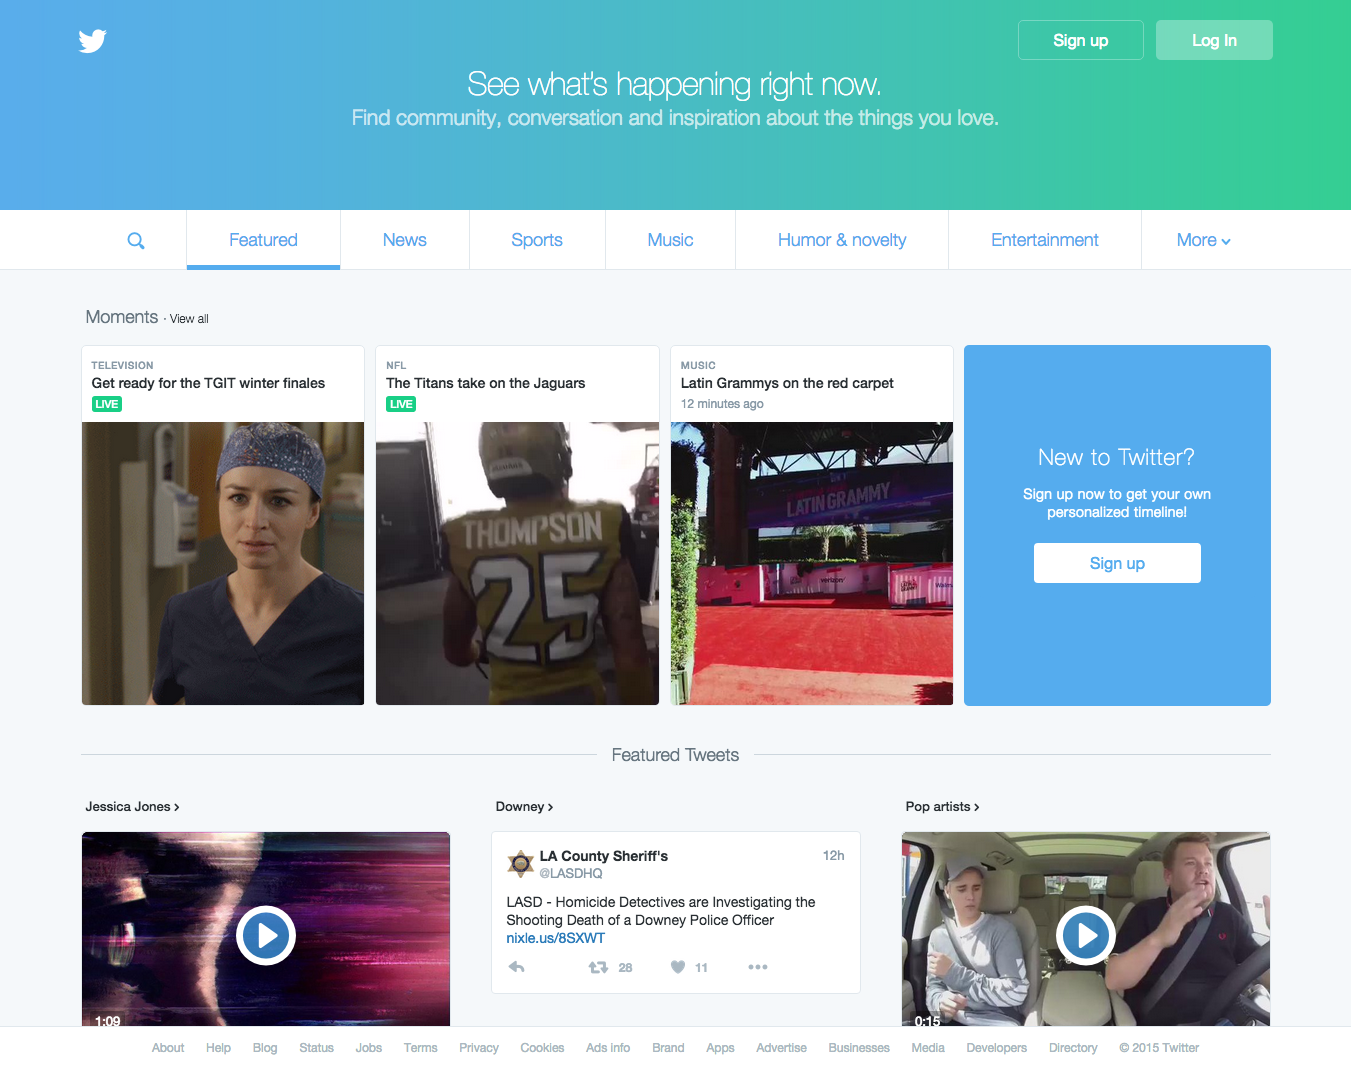 Sign up
Log In
See what's happening right now.
Find community, conversation and inspiration about the things you love.
Featured
News
Sports
Music
Humor & novelty
Entertainment
More
Moments · View all
TELEVISION
Get ready for the TGIT winter finales
LIVE
NFL
The Titans take on the Jaguars
LIVE
THOMPSON
25
MUSIC
Latin Grammys on the red carpet
12 minutes ago
LATIN GRAMMY
verizon
New to Twitter?
Sign up now to get your own
personalized timeline!
Sign up
Featured Tweets
Jessica Jones >
1:09
Downey >
LA County Sheriff's
12h
@LASDHQ
LASD - Homicide Detectives are Investigating the
Shooting Death of a Downey Police Officer
nixle.us/8SXWT
28
11
Pop artists >
0:15
About
Help
Blog
Status
Jobs
Terms
Privacy
Cookies
Ads info
Brand
Apps
Advertise
Businesses
Media
Developers
Directory
© 2015 Twitter